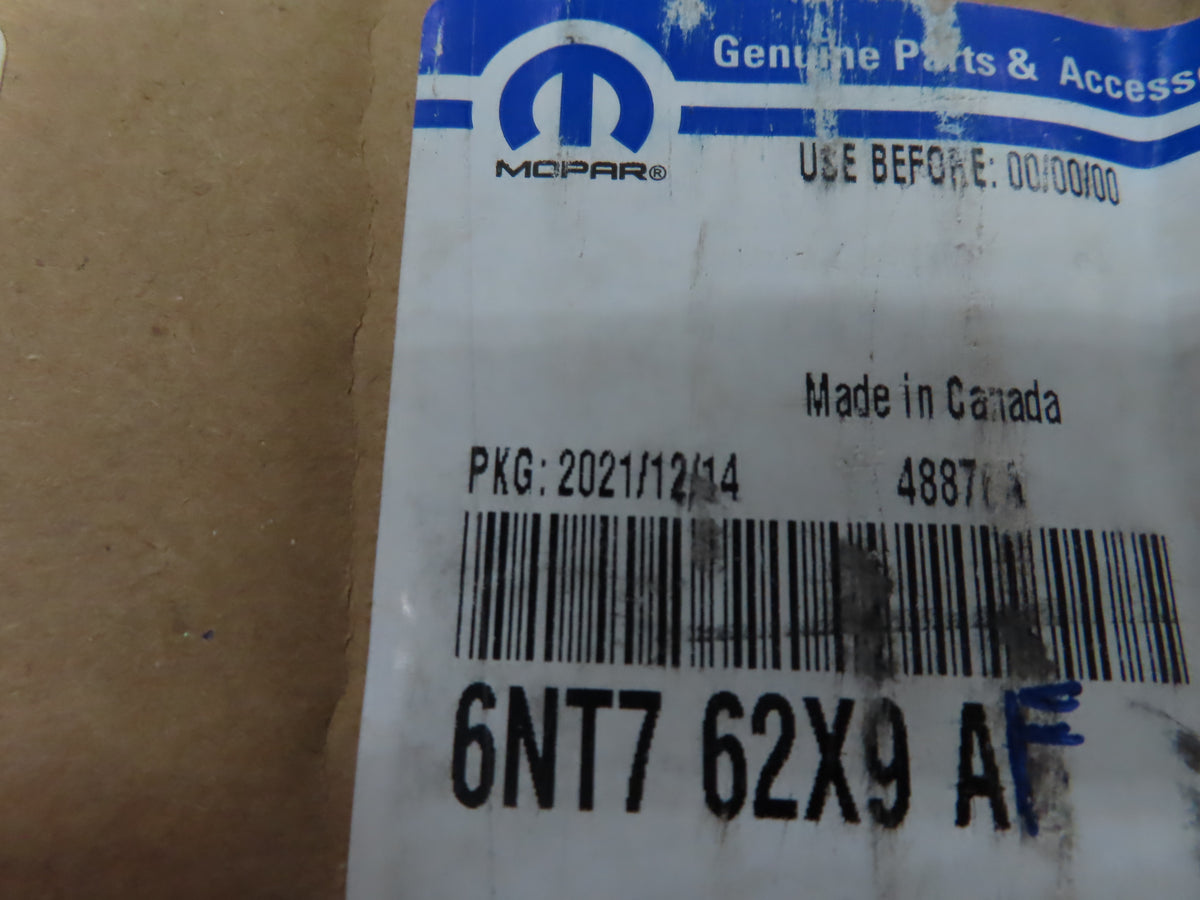 Genuine Parts & Accesso
MOPAR®
USE BEFORE: 00/00/00
Made in Canada
PKG: 2021/12/14
6NT7 62X9 AF